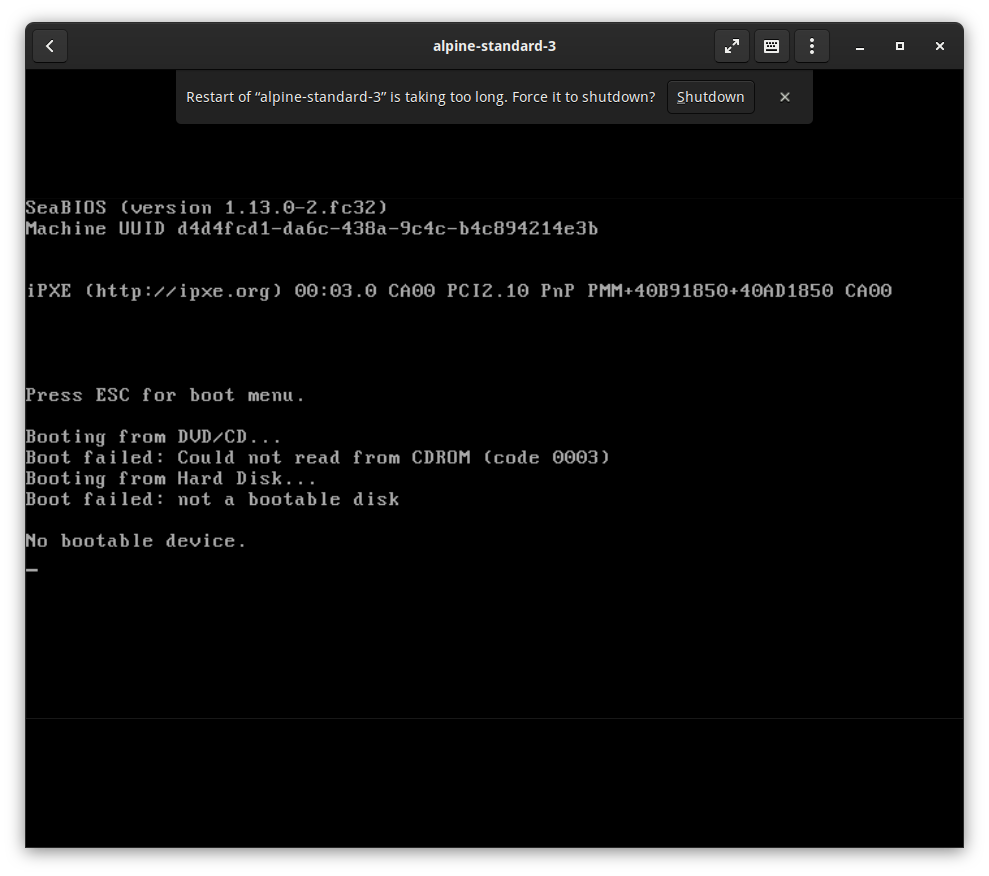 alpine-standard-3
Restart of “alpine-standard-3” is taking too long. Force it to shutdown? Shutdown
SeaBIOS (version 1.13.0-2.fc32)
Machine UUID d4d4fcd1-da6c-438a-9c4c-b4c894214e3b
iPXE (http://ipxe.org) 00:03.0 CA00 PCI2.10 PnP PMM+40B91850+40AD1850 CA00
Press ESC for boot menu.
Booting from DVD/CD...
Boot failed: Could not read from CDROM (code 0003)
Booting from Hard Disk...
Boot failed: not a bootable disk
No bootable device.